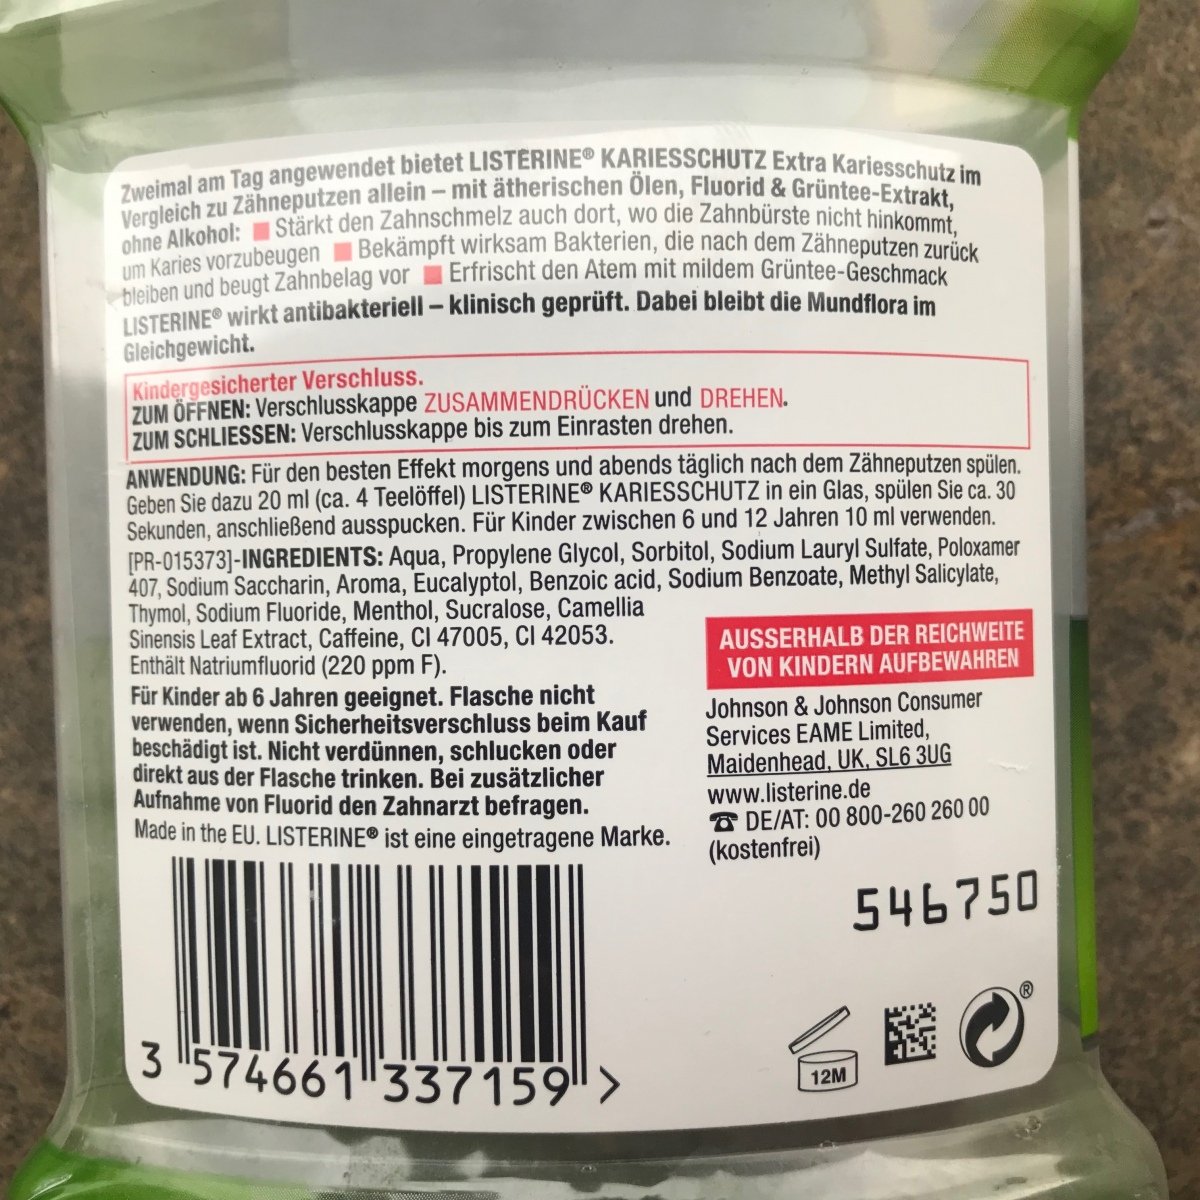 Zweimal am Tag angewendet bietet LISTERINE® KARIESSCHUTZ Extra Kariesschutz im
Vergleich zu Zähneputzen allein – mit ätherischen Ölen, Fluorid & Grüntee-Extrakt,
ohne Alkohol: ■ Stärkt den Zahnschmelz auch dort, wo die Zahnbürste nicht hinkommt,
um Karies vorzubeugen ■ Bekämpft wirksam Bakterien, die nach dem Zähneputzen zurück
bleiben und beugt Zahnbelag vor ■ Erfrischt den Atem mit mildem Grüntee-Geschmack
LISTERINE® wirkt antibakteriell – klinisch geprüft. Dabei bleibt die Mundflora im
Gleichgewicht.
Kindergesicherter Verschluss.
ZUM ÖFFNEN: Verschlusskappe ZUSAMMENDRÜCKEN und DREHEN.
ZUM SCHLIESSEN: Verschlusskappe bis zum Einrasten drehen.
ANWENDUNG: Für den besten Effekt morgens und abends täglich nach dem Zähneputzen spülen.
Geben Sie dazu 20 ml (ca. 4 Teelöffel) LISTERINE® KARIESSCHUTZ in ein Glas, spülen Sie ca. 30
Sekunden, anschließend ausspucken. Für Kinder zwischen 6 und 12 Jahren 10 ml verwenden.
[PR-015373]-INGREDIENTS: Aqua, Propylene Glycol, Sorbitol, Sodium Lauryl Sulfate, Poloxamer
407, Sodium Saccharin, Aroma, Eucalyptol, Benzoic acid, Sodium Benzoate, Methyl Salicylate,
Thymol, Sodium Fluoride, Menthol, Sucralose, Camellia
Sinensis Leaf Extract, Caffeine, CI 47005, CI 42053.
Enthält Natriumfluorid (220 ppm F).
Für Kinder ab 6 Jahren geeignet. Flasche nicht
verwenden, wenn Sicherheitsverschluss beim Kauf
beschädigt ist. Nicht verdünnen, schlucken oder
direkt aus der Flasche trinken. Bei zusätzlicher
Aufnahme von Fluorid den Zahnarzt befragen.
Made in the EU. LISTERINE® ist eine eingetragene Marke.
AUSSERHALB DER REICHWEITE
VON KINDERN AUFBEWAHREN
Johnson & Johnson Consumer
Services EAME Limited,
Maidenhead, UK, SL6 3UG
www.listerine.de
☎ DE/AT: 00 800-260 260 00
(kostenfrei)
546750
3 574661 337159 >
12M
®